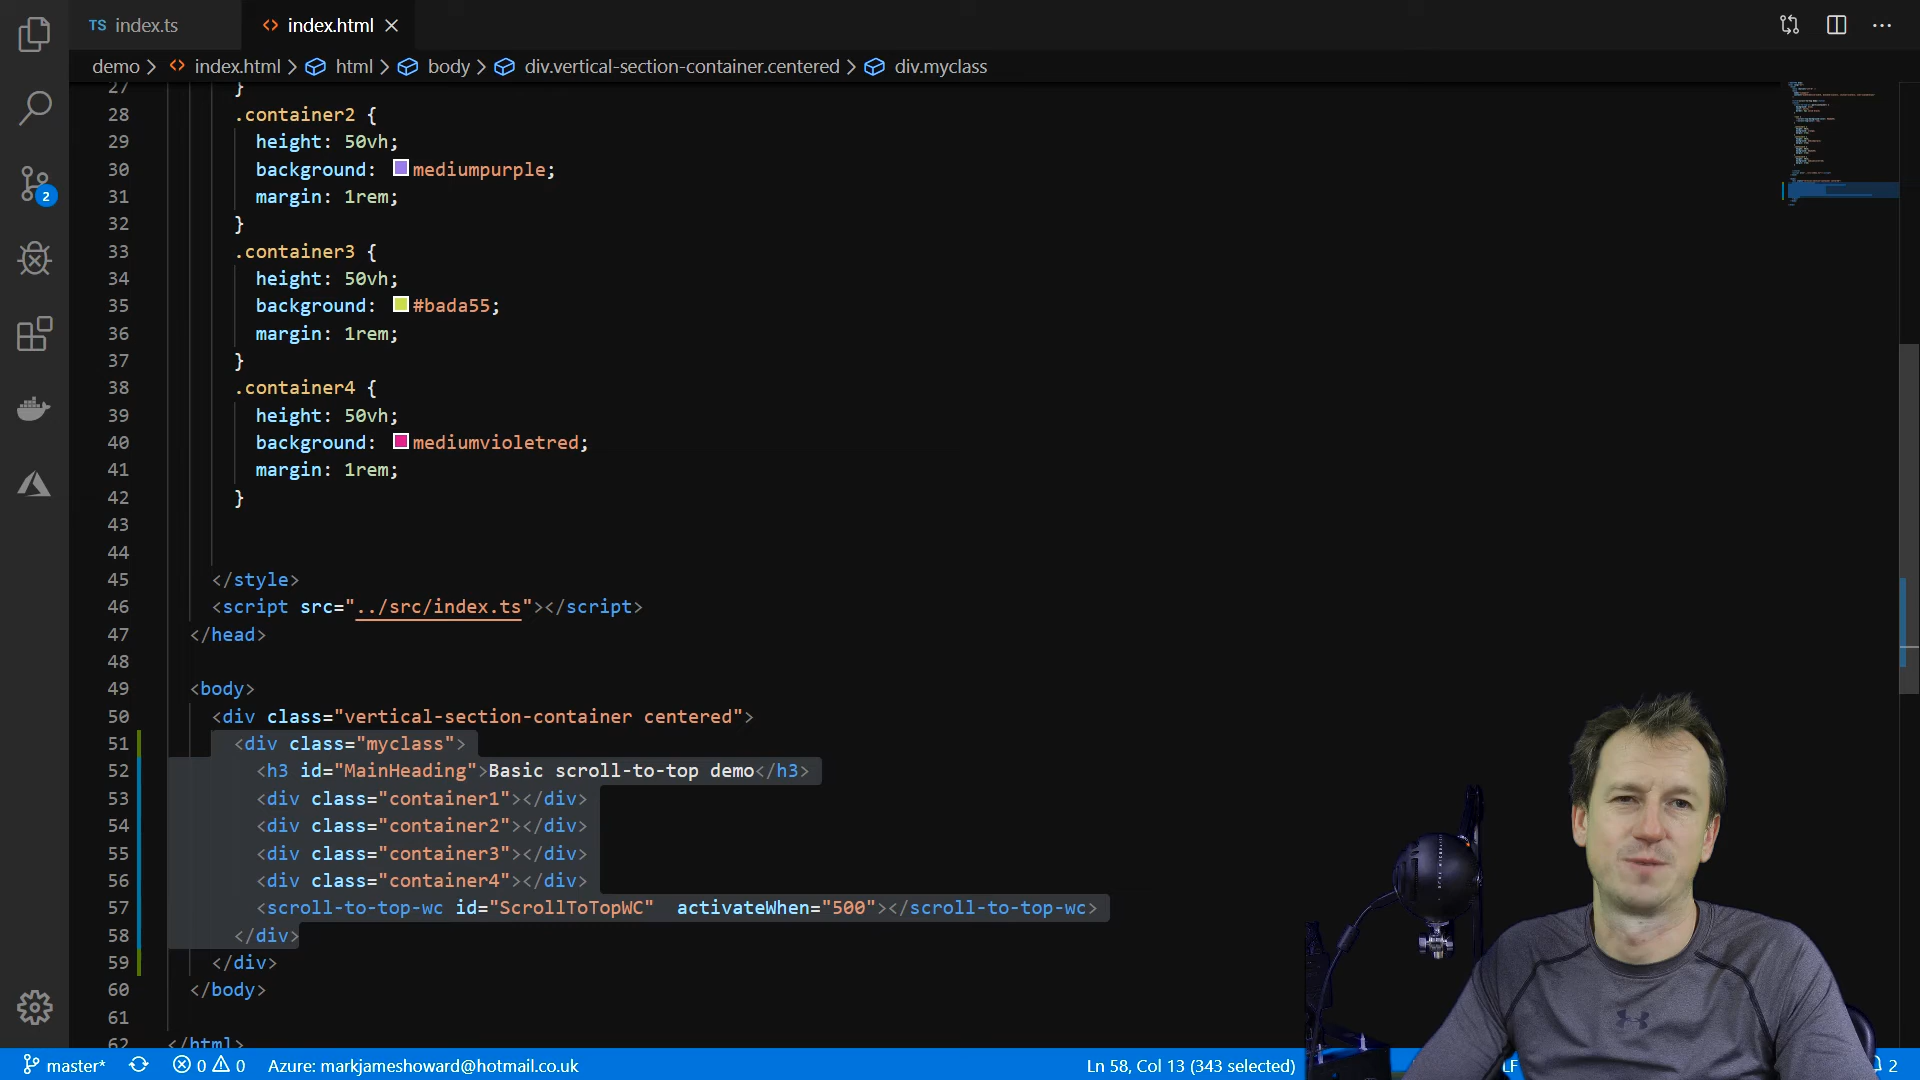 TS index.ts
<> index.html
demo > <> index.html > html > body > div.vertical-section-container.centered > div.myclass
27 }
28 .container2 {
29 height: 50vh;
30 background: mediumpurple;
31 margin: 1rem;
32 }
33 .container3 {
34 height: 50vh;
35 background: #bada55;
36 margin: 1rem;
37 }
38 .container4 {
39 height: 50vh;
40 background: mediumvioletred;
41 margin: 1rem;
42 }
43
44
45 </style>
46 <script src="../src/index.ts"></script>
47 </head>
48
49 <body>
50 <div class="vertical-section-container centered">
51 <div class="myclass">
52 <h3 id="MainHeading">Basic scroll-to-top demo</h3>
53 <div class="container1"></div>
54 <div class="container2"></div>
55 <div class="container3"></div>
56 <div class="container4"></div>
57 <scroll-to-top-wc id="ScrollToTopWC"  activateWhen="500"></scroll-to-top-wc>
58 </div>
59 </div>
60 </body>
61
62 </html>
2
master* 0 0 Azure: markjameshoward@hotmail.co.uk Ln 58, Col 13 (343 selected) LF 2